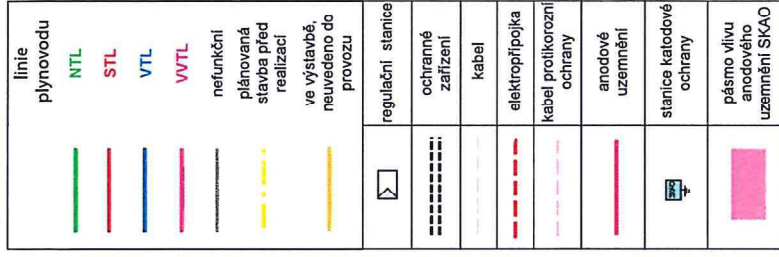 linie
plynovodu
NTL
STL
VTL
VVTL
nefunkční
plánovaná
stavba před
realizací
ve výstavbě,
neuvedeno do
provozu
regulační stanice
ochranné
zařízení
kabel
elektropřípojka
kabel protikorozní
ochrany
anodové
uzemnění
SKAO
stanice katodové
ochrany
pásmo vlivu
anodového
uzemnění SKAO